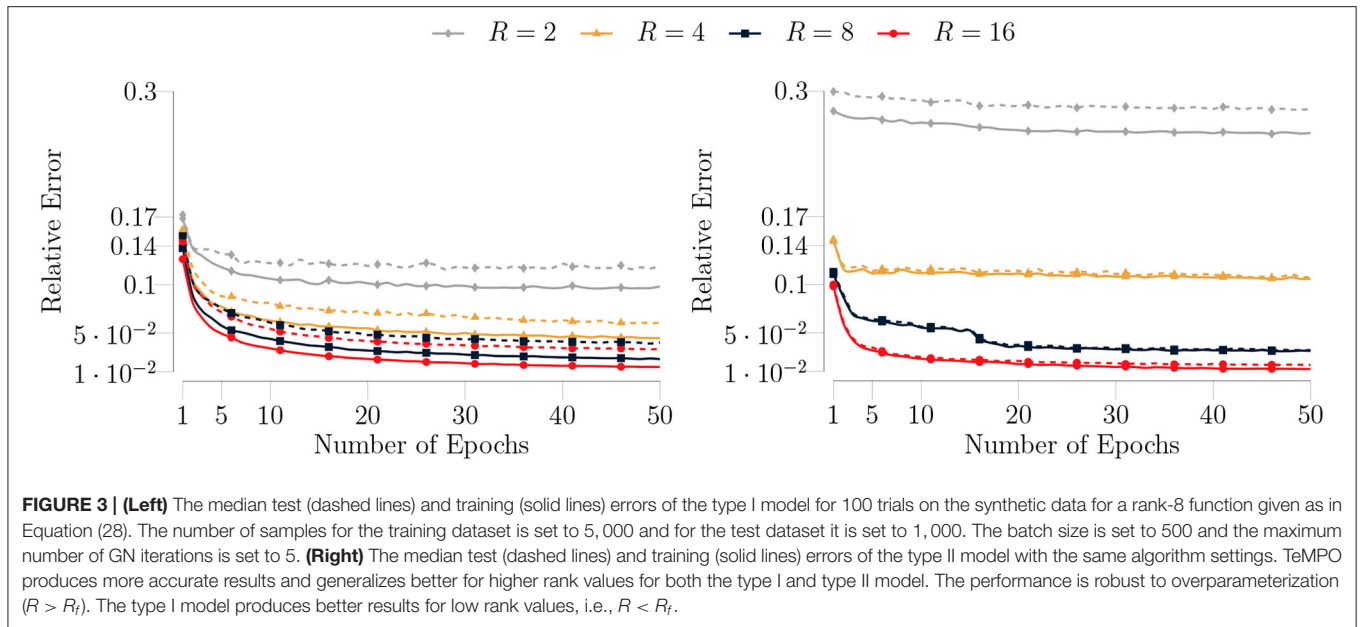 R = 2 R = 4 R = 8 R = 16
0.3
0.17
0.14
0.1
5 · 10⁻²
1 · 10⁻²
Relative Error
1 5 10 20 30 40 50
Number of Epochs
0.3
0.17
0.14
0.1
5 · 10⁻²
1 · 10⁻²
Relative Error
1 5 10 20 30 40 50
Number of Epochs
FIGURE 3 | (Left) The median test (dashed lines) and training (solid lines) errors of the type I model for 100 trials on the synthetic data for a rank-8 function given as in
Equation (28). The number of samples for the training dataset is set to 5, 000 and for the test dataset it is set to 1, 000. The batch size is set to 500 and the maximum
number of GN iterations is set to 5. (Right) The median test (dashed lines) and training (solid lines) errors of the type II model with the same algorithm settings. TeMPO
produces more accurate results and generalizes better for higher rank values for both the type I and type II model. The performance is robust to overparameterization
(R > R_f). The type I model produces better results for low rank values, i.e., R < R_f.